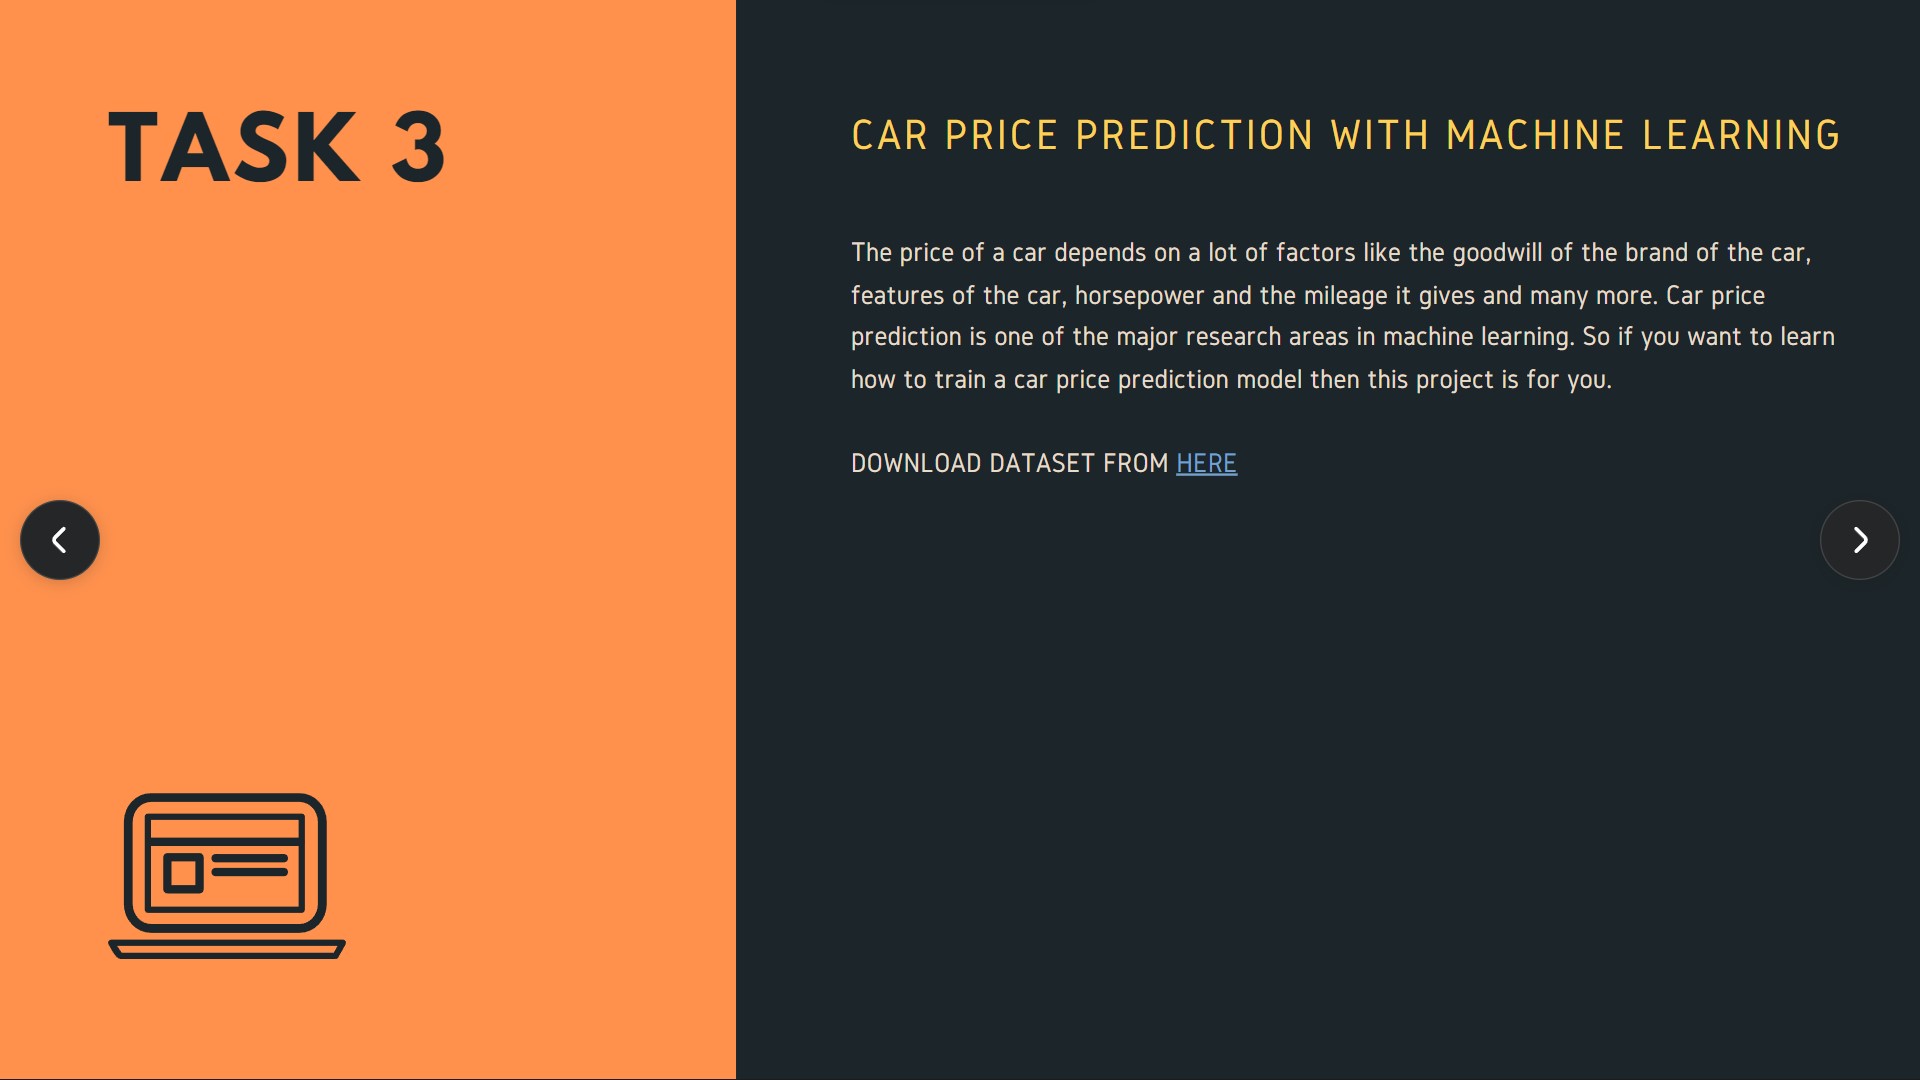 TASK 3
CAR PRICE PREDICTION WITH MACHINE LEARNING
The price of a car depends on a lot of factors like the goodwill of the brand of the car,
features of the car, horsepower and the mileage it gives and many more. Car price
prediction is one of the major research areas in machine learning. So if you want to learn
how to train a car price prediction model then this project is for you.
DOWNLOAD DATASET FROM HERE